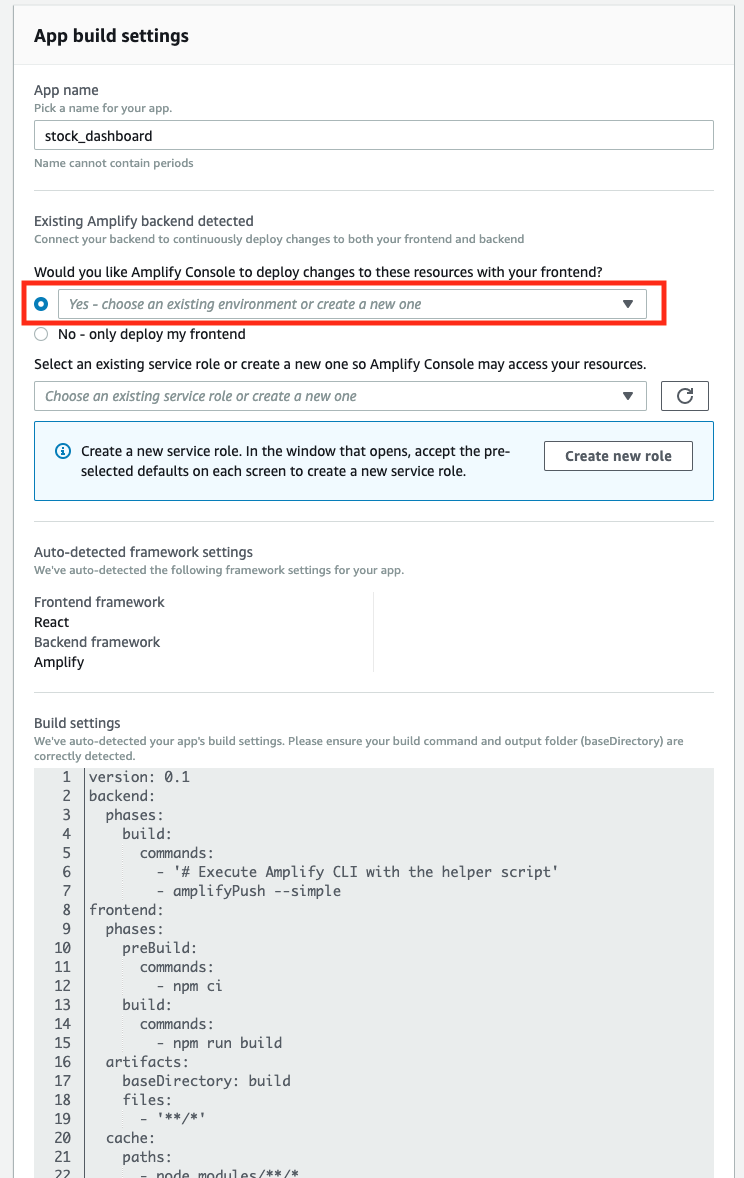 App build settings
App name
Pick a name for your app.
stock_dashboard
Name cannot contain periods
Existing Amplify backend detected
Connect your backend to continuously deploy changes to both your frontend and backend
Would you like Amplify Console to deploy changes to these resources with your frontend?
Yes - choose an existing environment or create a new one
No - only deploy my frontend
Select an existing service role or create a new one so Amplify Console may access your resources.
Choose an existing service role or create a new one
Create a new service role. In the window that opens, accept the pre-
selected defaults on each screen to create a new service role.
Create new role
Auto-detected framework settings
We've auto-detected the following framework settings for your app.
Frontend framework
React
Backend framework
Amplify
Build settings
We've auto-detected your app's build settings. Please ensure your build command and output folder (baseDirectory) are
correctly detected.
1 version: 0.1
2 backend:
3   phases:
4     build:
5       commands:
6         - '# Execute Amplify CLI with the helper script'
7         - amplifyPush --simple
8 frontend:
9   phases:
10     preBuild:
11       commands:
12         - npm ci
13     build:
14       commands:
15         - npm run build
16   artifacts:
17     baseDirectory: build
18     files:
19       - '**/*'
20   cache:
21     paths:
22       - node_modules/**/*